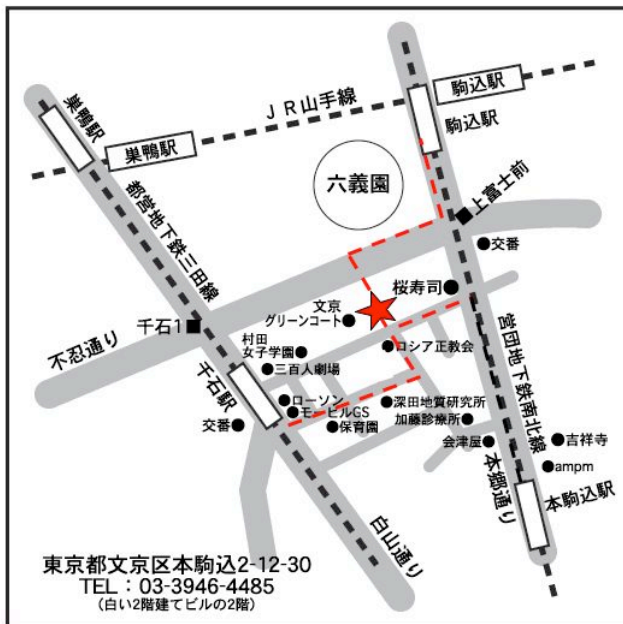 JR山手線
駒込駅
駒込駅
巣鴨駅
巣鴨駅
六義園
都営地下鉄三田線
上富士前
交番
桜寿司
文京
グリーンコート
千石1
不忍通り
村田
女子学園
ロシア正教会
三百人劇場
千石駅
営団地下鉄南北線
ローソン
モービルGS
保育園
交番
深田地質研究所
加藤診療所
会津屋
吉祥寺
ampm
本郷通り
本駒込駅
白山通り
東京都文京区本駒込2-12-30
TEL：03-3946-4485
（白い2階建てビルの2階）